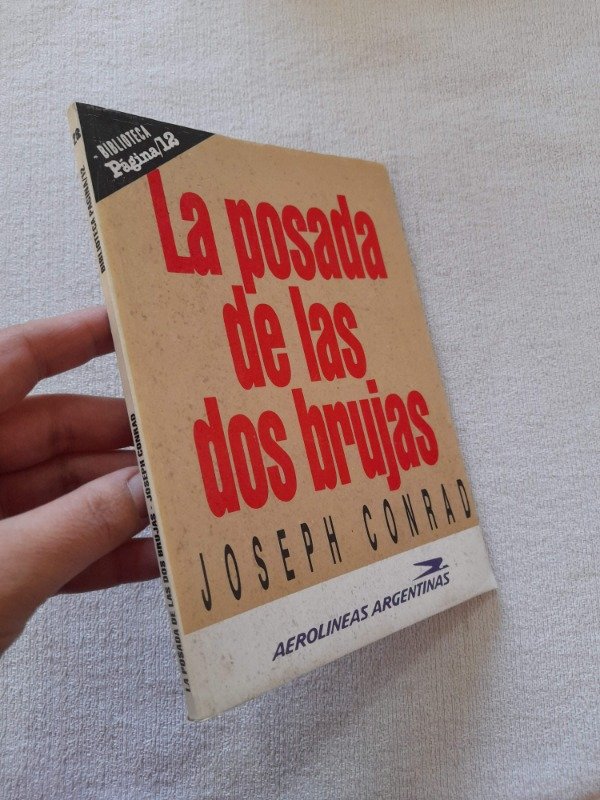 BIBLIOTECA
Página/12
La posada
de las
dos brujas
JOSEPH CONRAD
AEROLINEAS ARGENTINAS
BIBLIOTECA PAGINA/12
LA POSADA DE LAS DOS BRUJAS - JOSEPH CONRAD